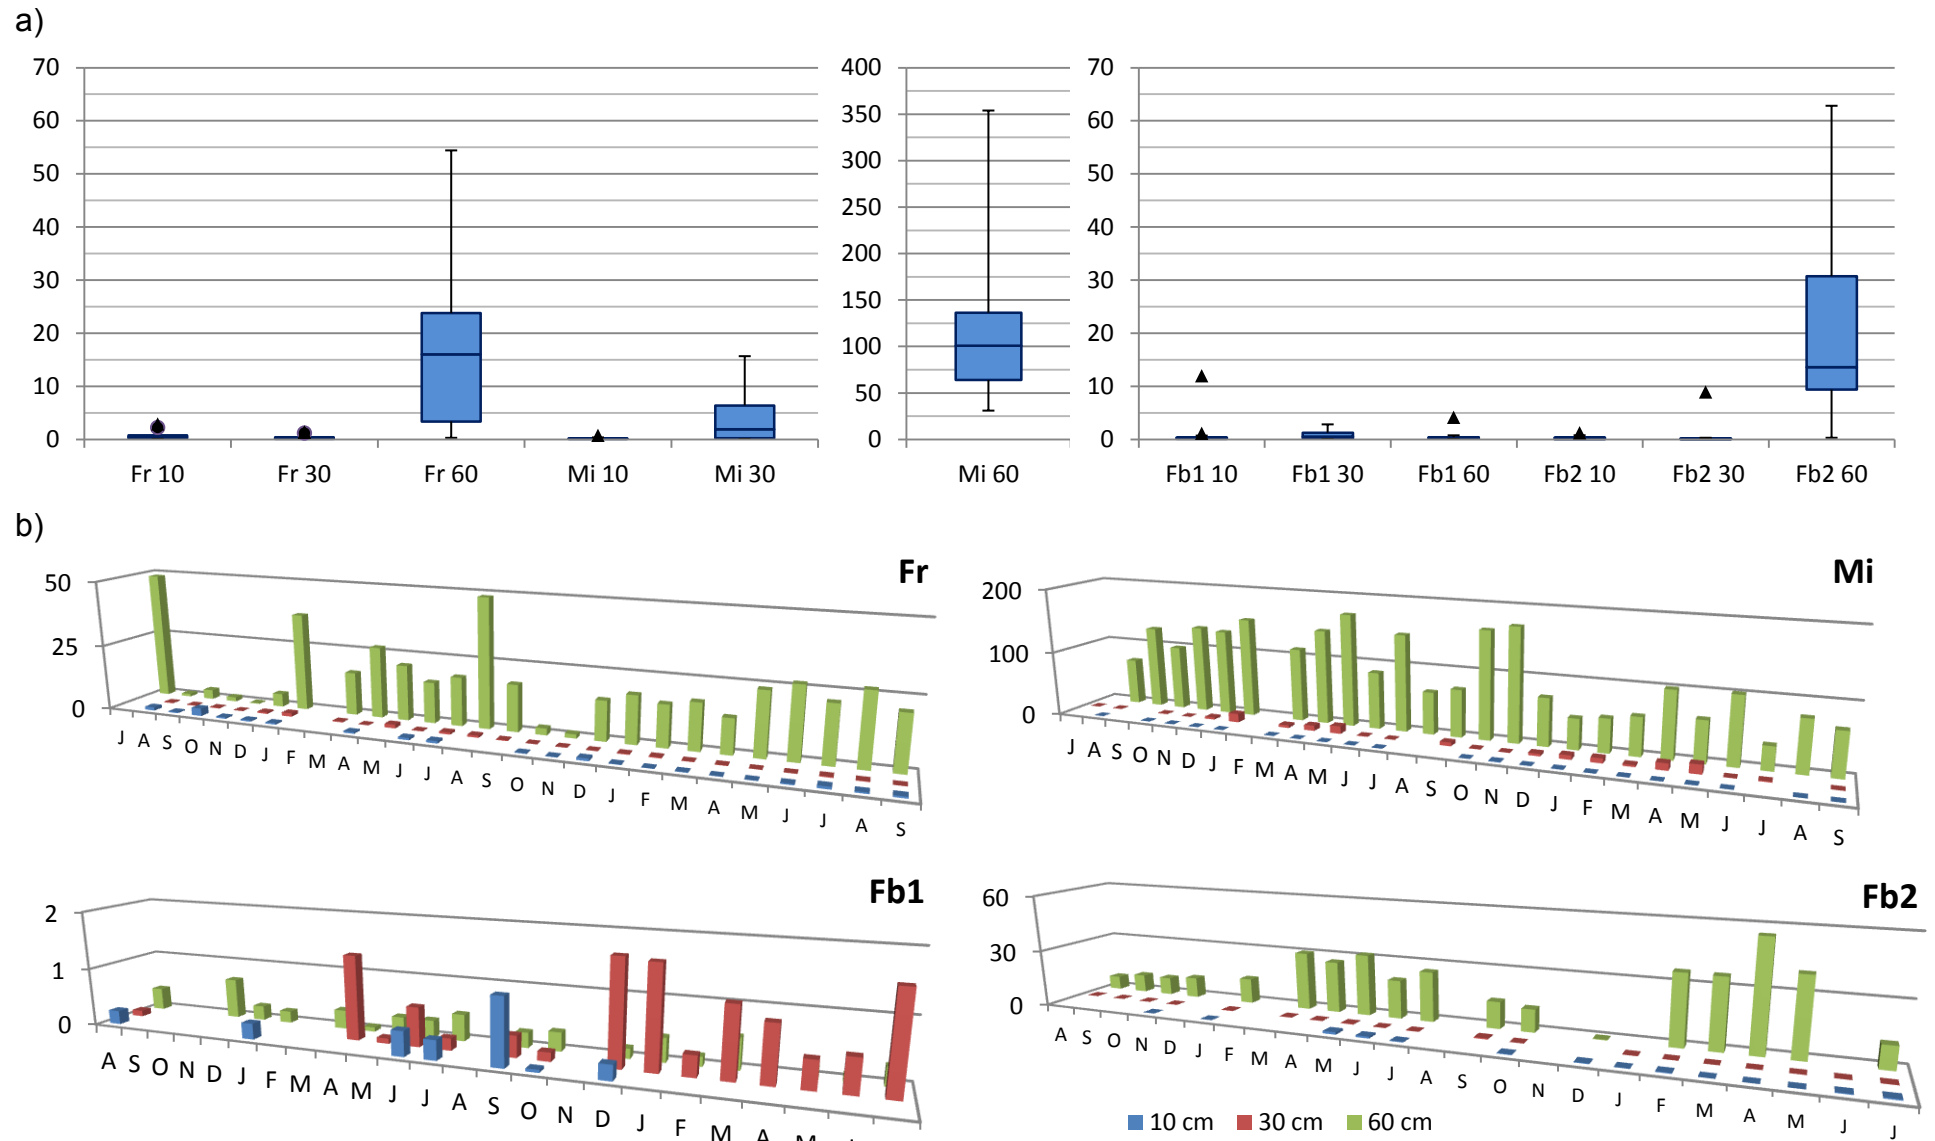 a)
70 60 50 40 30 20 10 0
Fr 10 Fr 30 Fr 60 Mi 10 Mi 30
400 350 300 250 200 150 100 50 0
Mi 60
70 60 50 40 30 20 10 0
Fb1 10 Fb1 30 Fb1 60 Fb2 10 Fb2 30 Fb2 60
b)
Fr
50 25 0
J A S O N D J F M A M J J A S O N D J F M A M J J A S
Mi
200 100 0
J A S O N D J F M A M J J A S O N D J F M A M J J A S
Fb1
2 1 0
A S O N D J F M A M J J A S O N D J F M A M
Fb2
60 30 0
A S O N D J F M A M J J A S O N D J F M A M J J
10 cm 30 cm 60 cm